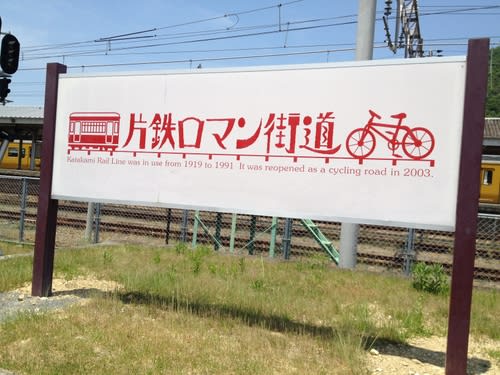 片鉄ロマン街道
Katakami Rail Line was in use from 1919 to 1991 It was reopened as a cycling road in 2003.